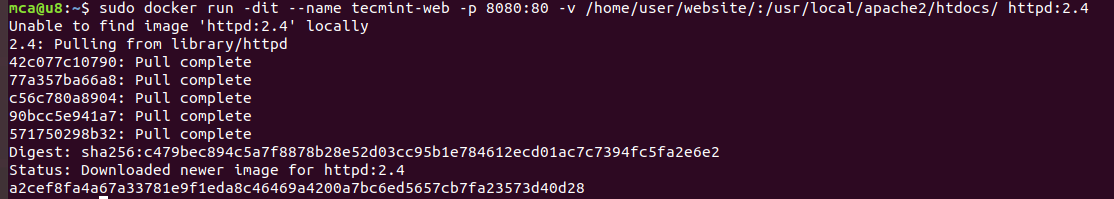 mca@u8:~$ sudo docker run -dit --name tecmint-web -p 8080:80 -v /home/user/website/:/usr/local/apache2/htdocs/ httpd:2.4
Unable to find image 'httpd:2.4' locally
2.4: Pulling from library/httpd
42c077c10790: Pull complete
77a357ba66a8: Pull complete
c56c780a8904: Pull complete
90bcc5e941a7: Pull complete
571750298b32: Pull complete
Digest: sha256:c479bec894c5a7f8878b28e52d03cc95b1e784612ecd01ac7c7394fc5fa2e6e2
Status: Downloaded newer image for httpd:2.4
a2cef8fa4a67a33781e9f1eda8c46469a4200a7bc6ed5657cb7fa23573d40d28